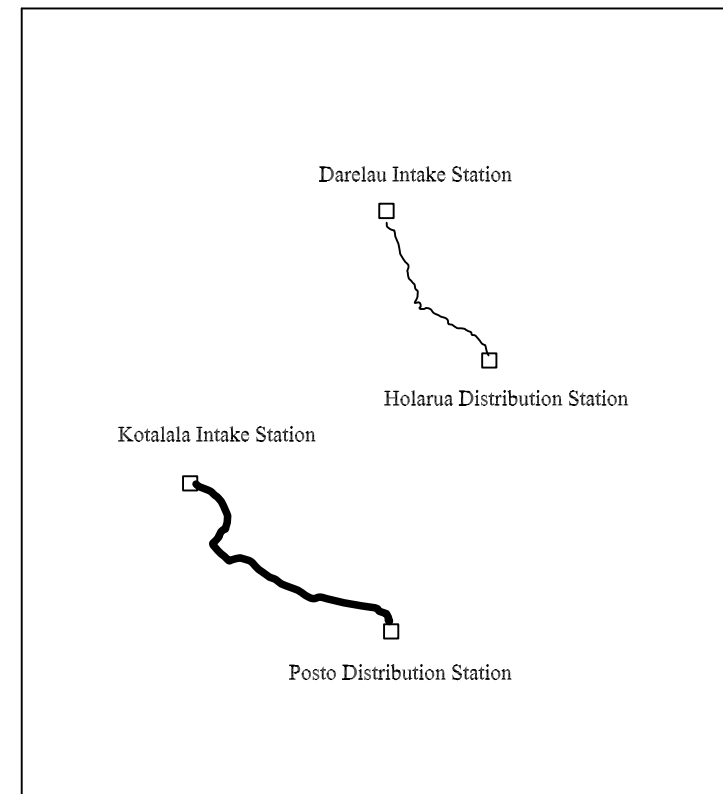 Darelau Intake Station
Holarua Distribution Station
Kotalala Intake Station
Posto Distribution Station